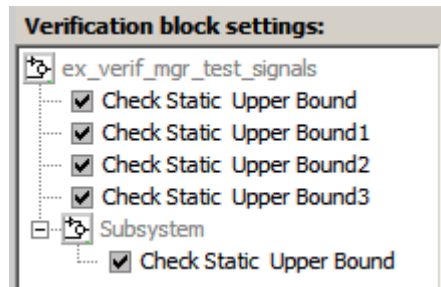 Verification block settings:
ex_verif_mgr_test_signals
Check Static Upper Bound
Check Static Upper Bound1
Check Static Upper Bound2
Check Static Upper Bound3
Subsystem
Check Static Upper Bound